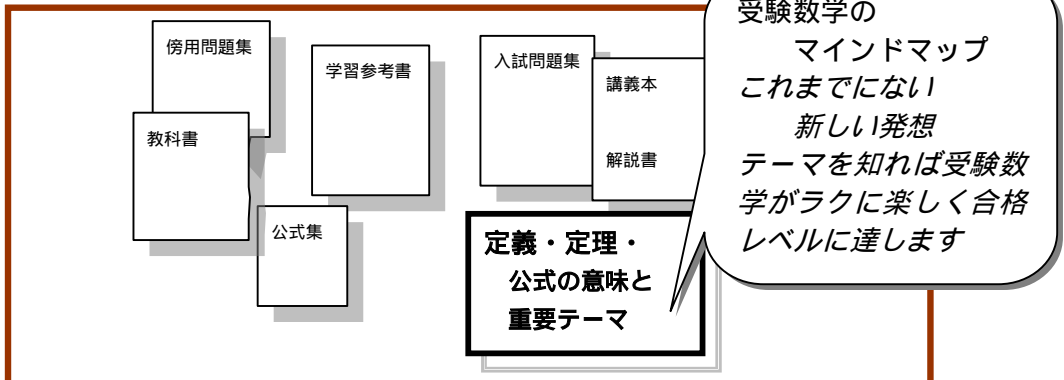 傍用問題集
教科書
学習参考書
公式集
入試問題集
講義本
解説書
定義・定理・
公式の意味と
重要テーマ
受験数学の
マインドマップ
これまでにない
新しい発想
テーマを知れば受験数
学がラクに楽しく合格
レベルに達します